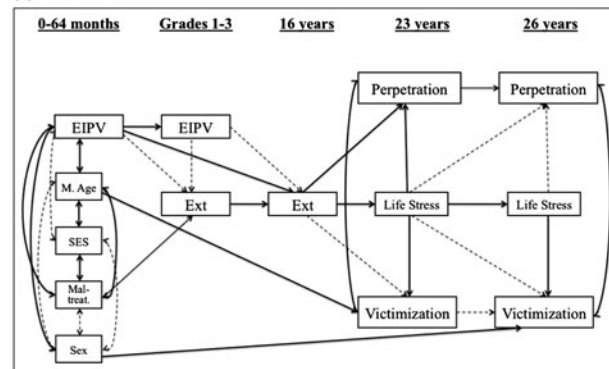 0-64 months Grades 1-3 16 years 23 years 26 years
Perpetration Perpetration
EIPV EIPV
M. Age
Ext Ext Life Stress Life Stress
SES
Mal-
treat.
Victimization Victimization
Sex